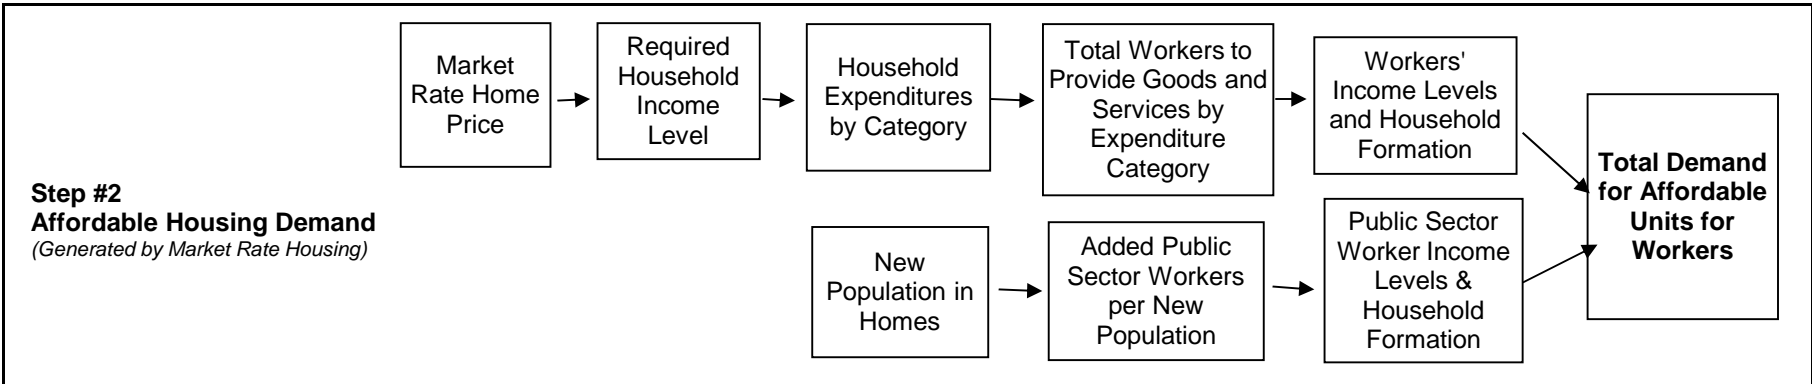 Step #2
Affordable Housing Demand
(Generated by Market Rate Housing)
Market
Rate Home
Price
Required
Household
Income
Level
Household
Expenditures
by Category
Total Workers to
Provide Goods and
Services by
Expenditure
Category
Workers'
Income Levels
and Household
Formation
New
Population in
Homes
Added Public
Sector Workers
per New
Population
Public Sector
Worker Income
Levels &
Household
Formation
Total Demand
for Affordable
Units for
Workers